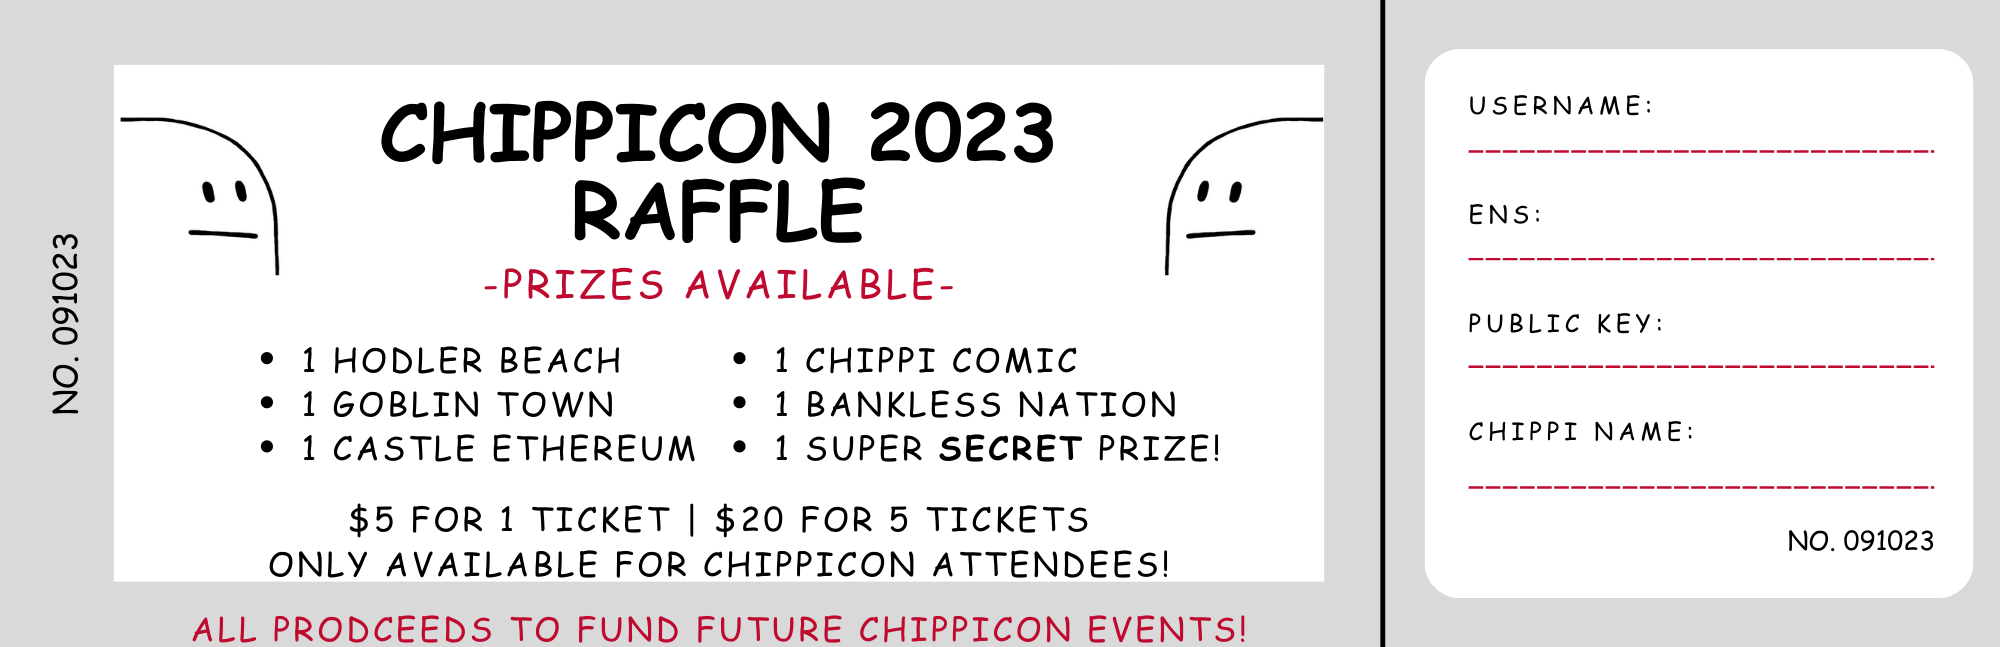 NO. 091023
CHIPPICON 2023
RAFFLE
-PRIZES AVAILABLE-
• 1 HODLER BEACH
• 1 GOBLIN TOWN
• 1 CASTLE ETHEREUM
• 1 CHIPPI COMIC
• 1 BANKLESS NATION
• 1 SUPER SECRET PRIZE!
$5 FOR 1 TICKET | $20 FOR 5 TICKETS
ONLY AVAILABLE FOR CHIPPICON ATTENDEES!
ALL PRODCEEDS TO FUND FUTURE CHIPPICON EVENTS!
USERNAME:
ENS:
PUBLIC KEY:
CHIPPI NAME:
NO. 091023